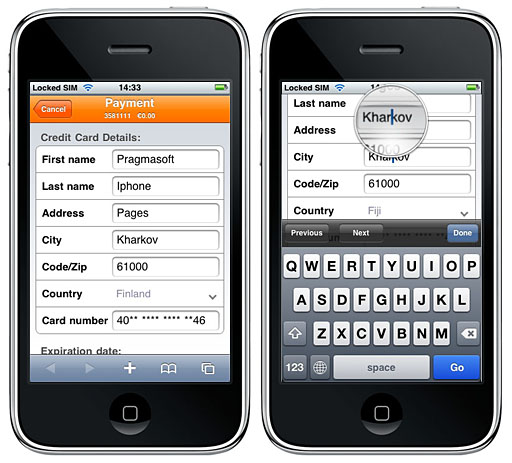 Locked SIM 14:33
Cancel Payment
3581111 €0.00
Credit Card Details:
First name Pragmasoft
Last name Iphone
Address Pages
City Kharkov
Code/Zip 61000
Country Finland
Card number 40** **** **** **46
Expiration date:
Locked SIM 14:34
Last name
Address
Kharkov
City Kharkov
Code/Zip 61000
Country Fiji
Previous Next Done
Q W E R T Y U I O P
A S D F G H J K L
Z X C V B N M
123 space Go